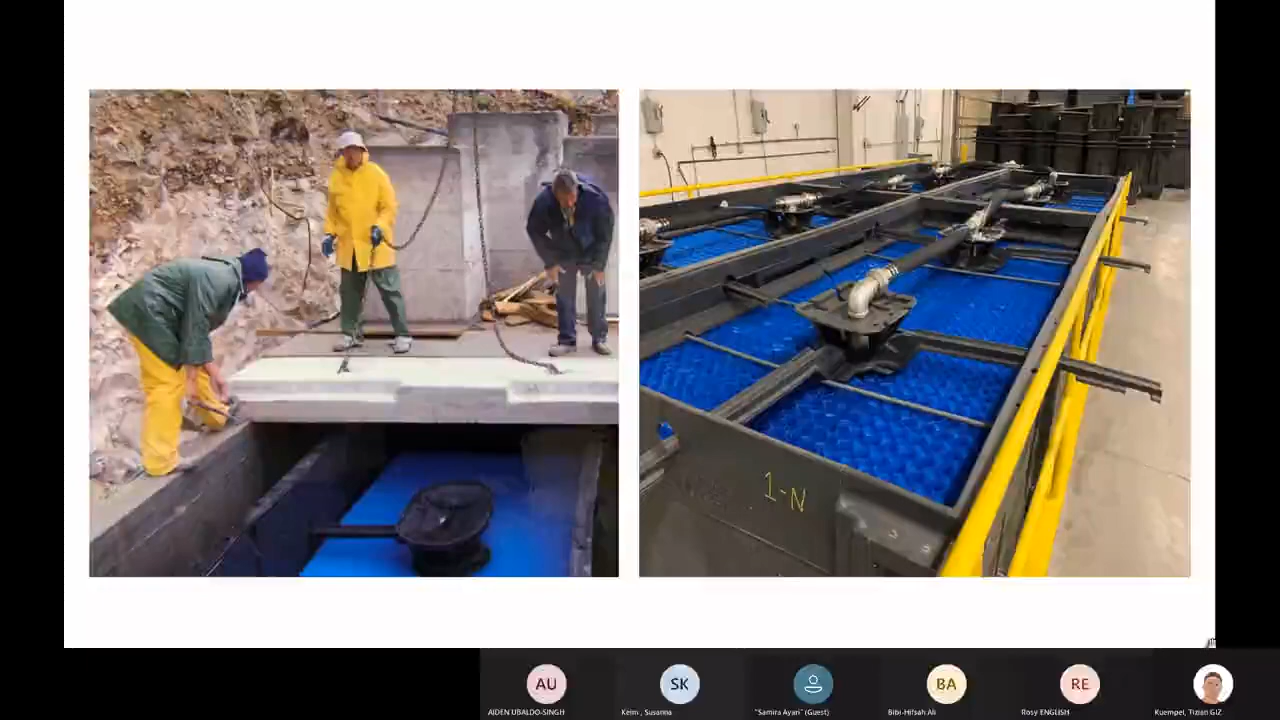 1-N
AU
SK
BA
RE
AIDEN UBALDO-SINGH
Keml, Susanna
"Samira Ayari" (Guest)
Bibi-Hifsah Ali
Rosy ENGLISH
Kuempel, Tizian GIZ